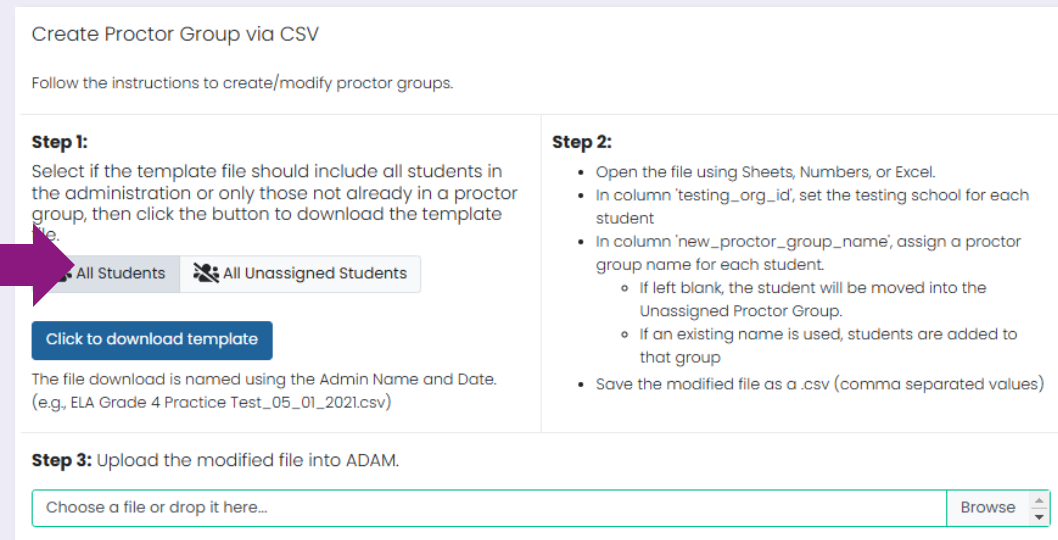 Create Proctor Group via CSV
Follow the instructions to create/modify proctor groups.
Step 1:
Select if the template file should include all students in
the administration or only those not already in a proctor
group, then click the button to download the template
file.
All Students
All Unassigned Students
Click to download template
The file download is named using the Admin Name and Date.
(e.g., ELA Grade 4 Practice Test_05_01_2021.csv)
Step 2:
• Open the file using Sheets, Numbers, or Excel.
• In column 'testing_org_id', set the testing school for each
student
• In column 'new_proctor_group_name', assign a proctor
group name for each student.
◦ If left blank, the student will be moved into the
Unassigned Proctor Group.
◦ If an existing name is used, students are added to
that group
• Save the modified file as a .csv (comma separated values)
Step 3: Upload the modified file into ADAM.
Choose a file or drop it here...
Browse